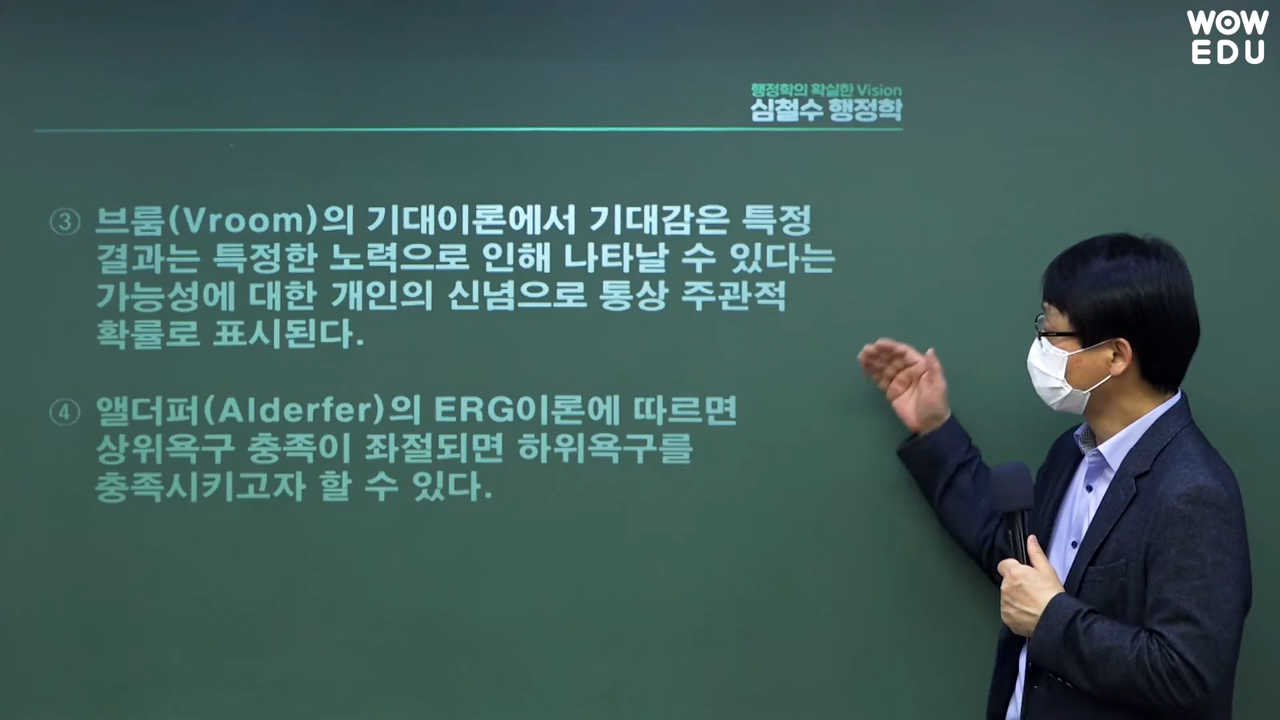 WOW
EDU
행정학의 확실한 Vision
심철수 행정학
③ 브룸(Vroom)의 기대이론에서 기대감은 특정
결과는 특정한 노력으로 인해 나타날 수 있다는
가능성에 대한 개인의 신념으로 통상 주관적
확률로 표시된다.
④ 앨더퍼(Alderfer)의 ERG이론에 따르면
상위욕구 충족이 좌절되면 하위욕구를
충족시키고자 할 수 있다.